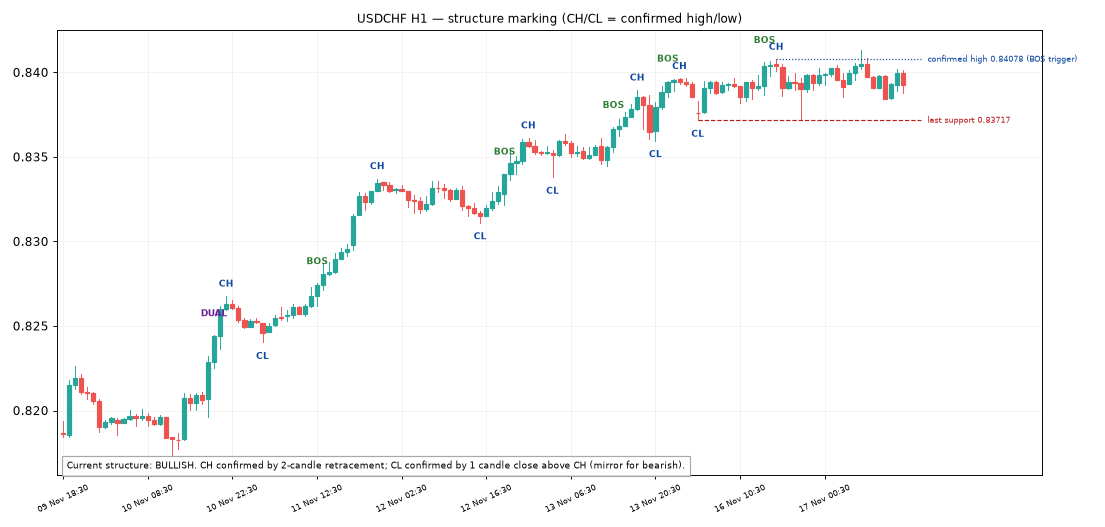 USDCHF H1 — structure marking (CH/CL = confirmed high/low)
BOS
CH
BOS
CH
confirmed high 0.84078 (BOS trigger)
0.840
CH
BOS
last support 0.83717
CH
CL
BOS
CL
0.835
CH
CL
CL
0.830
BOS
CH
DUAL
0.825
CL
0.820
Current structure: BULLISH. CH confirmed by 2-candle retracement; CL confirmed by 1 candle close above CH (mirror for bearish).
09 Nov 18:30
10 Nov 08:30
10 Nov 22:30
11 Nov 12:30
12 Nov 02:30
12 Nov 16:30
13 Nov 06:30
13 Nov 20:30
16 Nov 10:30
17 Nov 00:30